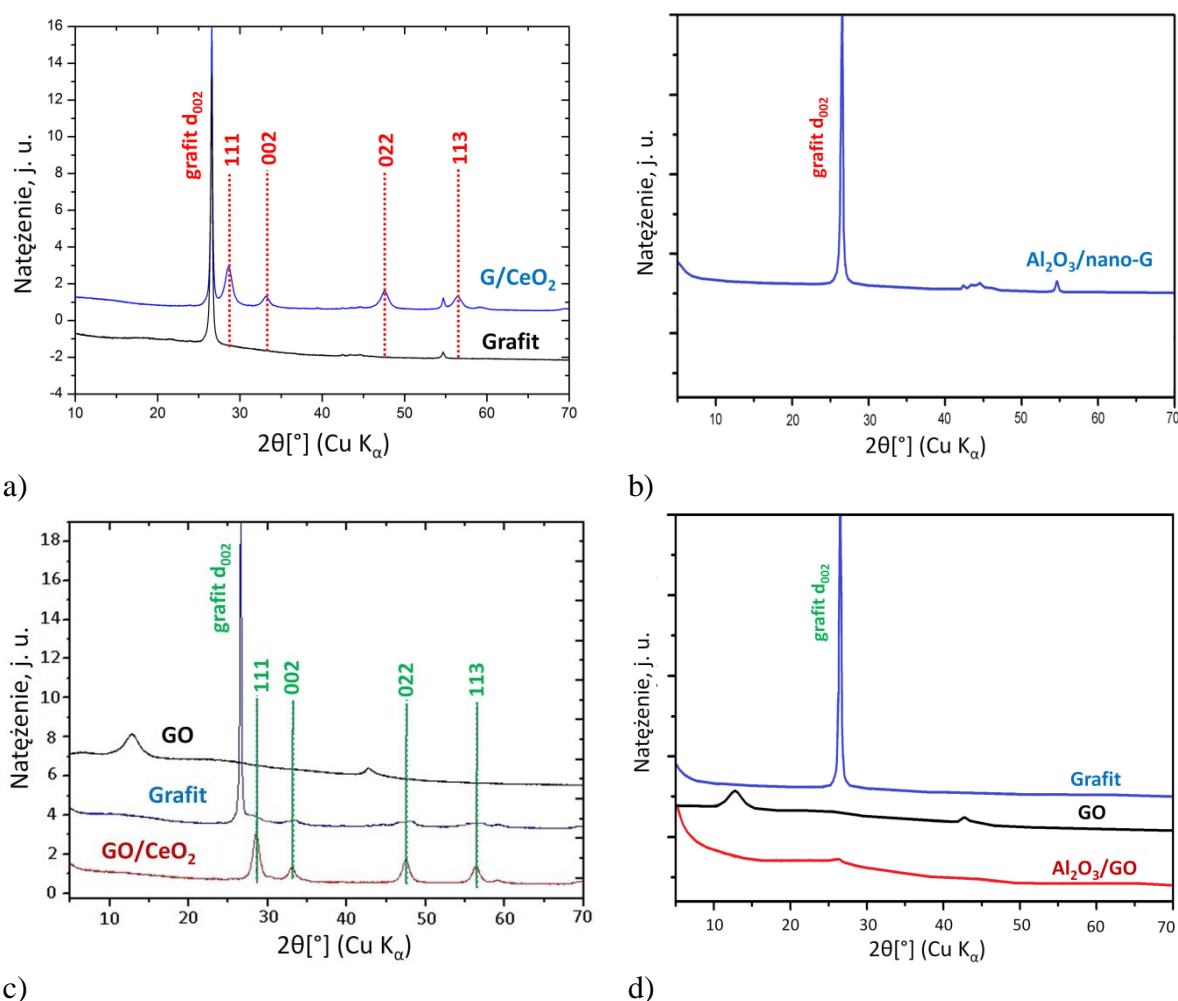 16
14
12
10
8
6
4
2
0
-2
-4
Natężenie, j. u.
grafit d002
111
002
022
113
G/CeO2
Grafit
10 20 30 40 50 60 70
2θ[°] (Cu Kα)
a)
Natężenie, j. u.
grafit d002
Al2O3/nano-G
10 20 30 40 50 60 70
2θ[°] (Cu Kα)
b)
18
16
14
12
10
8
6
4
2
0
Natężenie, j. u.
grafit d002
111
002
022
113
GO
Grafit
GO/CeO2
10 20 30 40 50 60 70
2θ[°] (Cu Kα)
c)
Natężenie, j. u.
grafit d002
Grafit
GO
Al2O3/GO
10 20 30 40 50 60 70
2θ[°] (Cu Kα)
d)